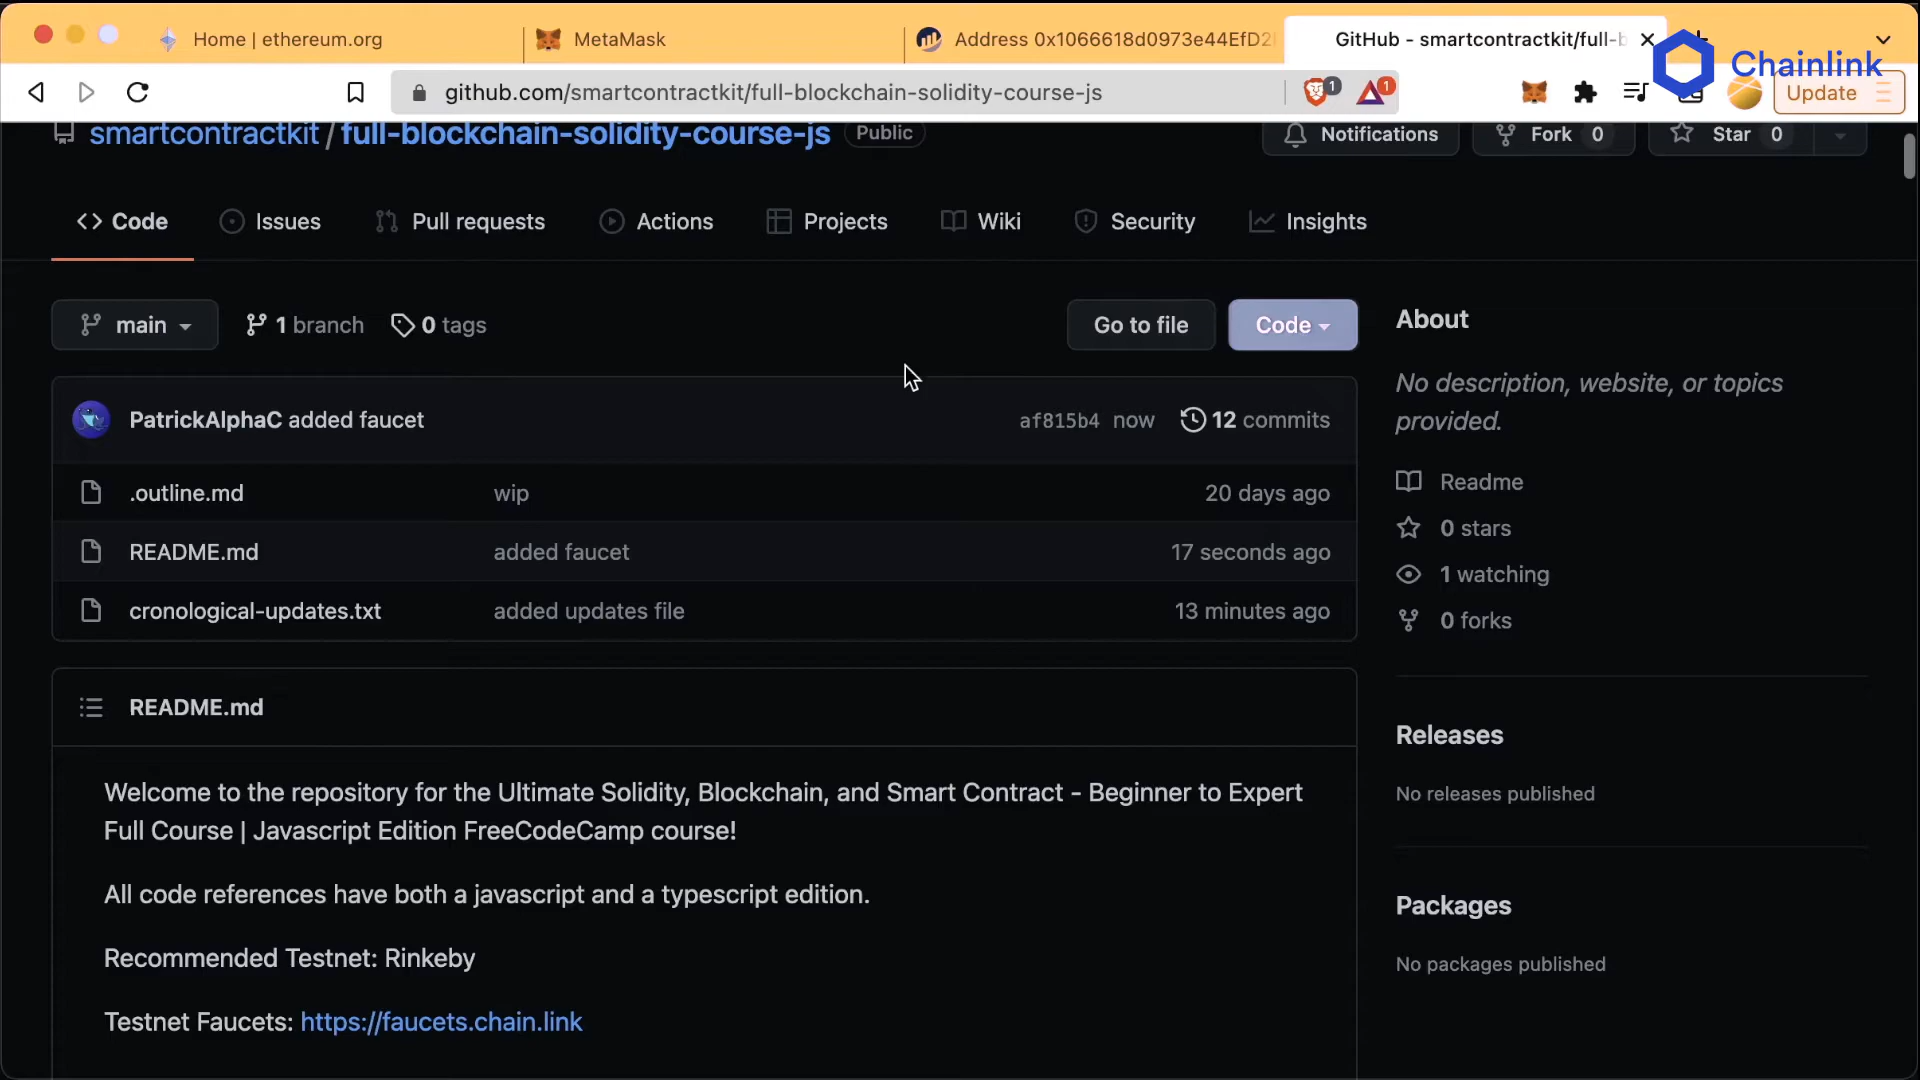 Home | ethereum.org
MetaMask
Address 0x1066618d0973e44EfD2
GitHub - smartcontractkit/full-b
Chainlink
github.com/smartcontractkit/full-blockchain-solidity-course-js
1
1
Update
smartcontractkit / full-blockchain-solidity-course-js
Public
Notifications
Fork 0
Star 0
Code
Issues
Pull requests
Actions
Projects
Wiki
Security
Insights
main
1 branch
0 tags
Go to file
Code
About
No description, website, or topics
provided.
PatrickAlphaC added faucet
af815b4 now
12 commits
.outline.md
wip
20 days ago
README.md
added faucet
17 seconds ago
cronological-updates.txt
added updates file
13 minutes ago
Readme
0 stars
1 watching
0 forks
README.md
Welcome to the repository for the Ultimate Solidity, Blockchain, and Smart Contract - Beginner to Expert
Full Course | Javascript Edition FreeCodeCamp course!
All code references have both a javascript and a typescript edition.
Recommended Testnet: Rinkeby
Testnet Faucets: https://faucets.chain.link
Releases
No releases published
Packages
No packages published